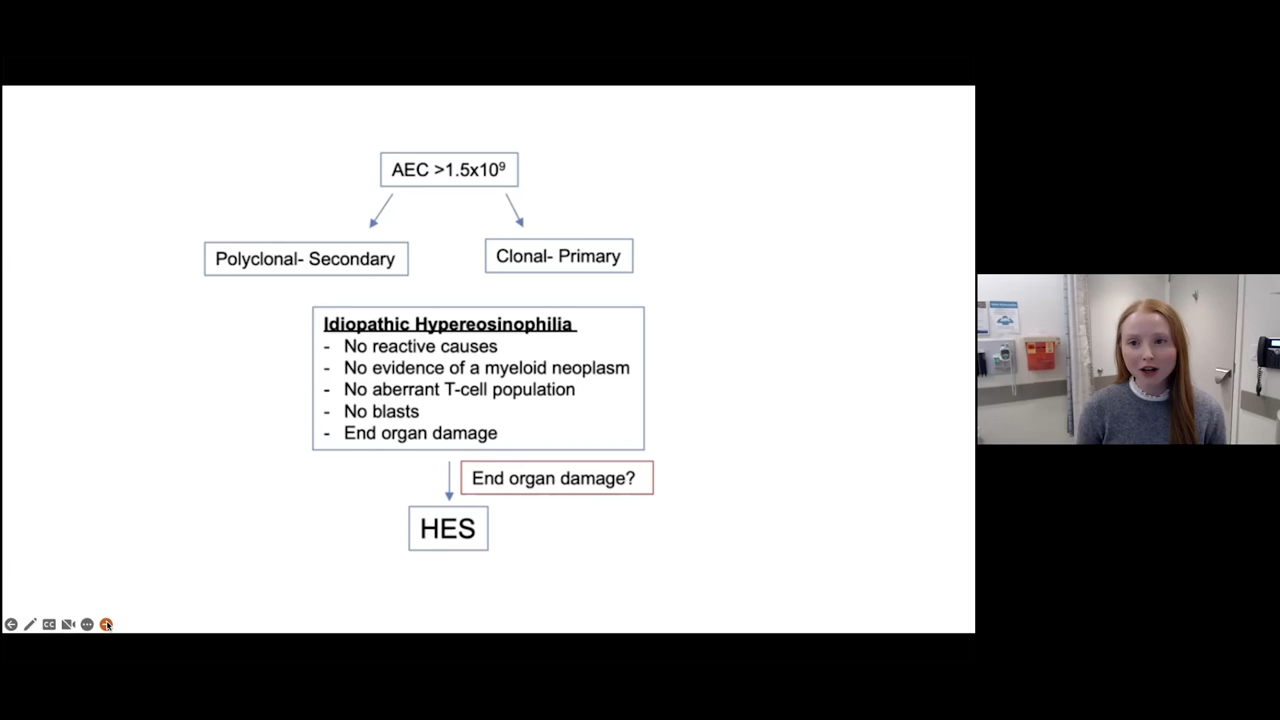 AEC >1.5x10⁹
Polyclonal- Secondary
Clonal- Primary
Idiopathic Hypereosinophilia
- No reactive causes
- No evidence of a myeloid neoplasm
- No aberrant T-cell population
- No blasts
- End organ damage
End organ damage?
HES
CC